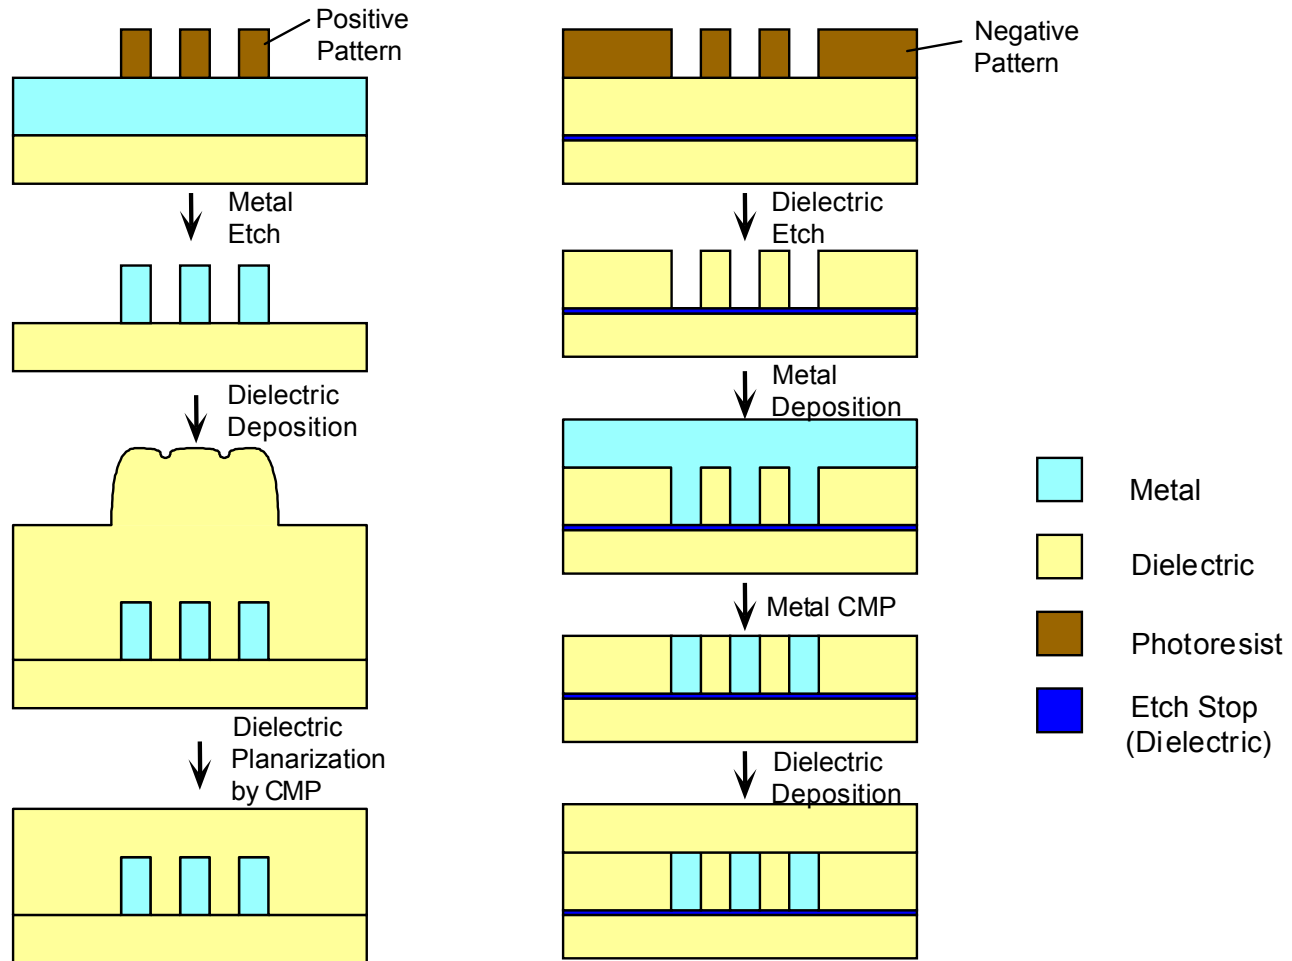 Positive
Pattern
Metal
Etch
Dielectric
Deposition
Dielectric
Planarization
by CMP
Negative
Pattern
Dielectric
Etch
Metal
Deposition
Metal CMP
Dielectric
Deposition
Metal
Dielectric
Photoresist
Etch Stop
(Dielectric)